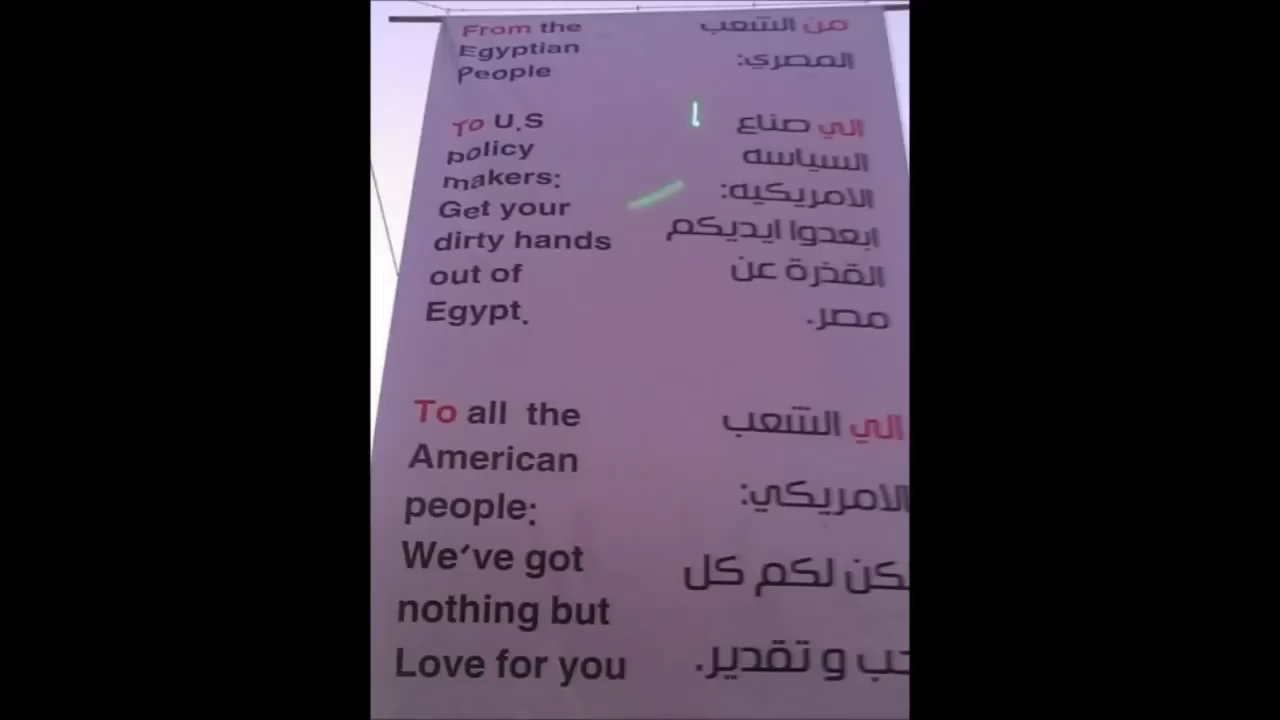 From the
Egyptian
People
To U.S
policy
makers:
Get your
dirty hands
out of
Egypt.
To all the
American
people:
We've got
nothing but
Love for you
من الشعب
المصري:
الي صناع
السياسه
الامريكيه:
ابعدوا ايديكم
القذرة عن
مصر.
الي الشعب
الامريكي:
لكم كل
و تقدير.